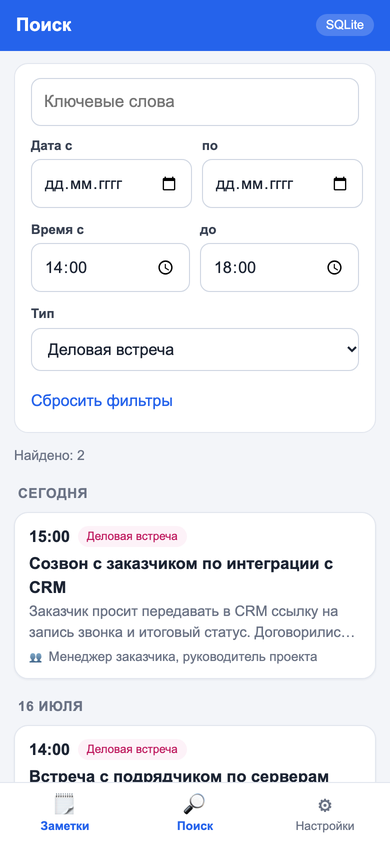 Поиск
SQLite
Ключевые слова
Дата с
по
дд.мм.гггг
дд.мм.гггг
Время с
до
14:00
18:00
Тип
Деловая встреча
Сбросить фильтры
Найдено: 2
СЕГОДНЯ
15:00 Деловая встреча
Созвон с заказчиком по интеграции с
CRM
Заказчик просит передавать в CRM ссылку на
запись звонка и итоговый статус. Договорилис…
Менеджер заказчика, руководитель проекта
16 ИЮЛЯ
14:00 Деловая встреча
Встреча с подрядчиком по серверам
Заметки
Поиск
Настройки